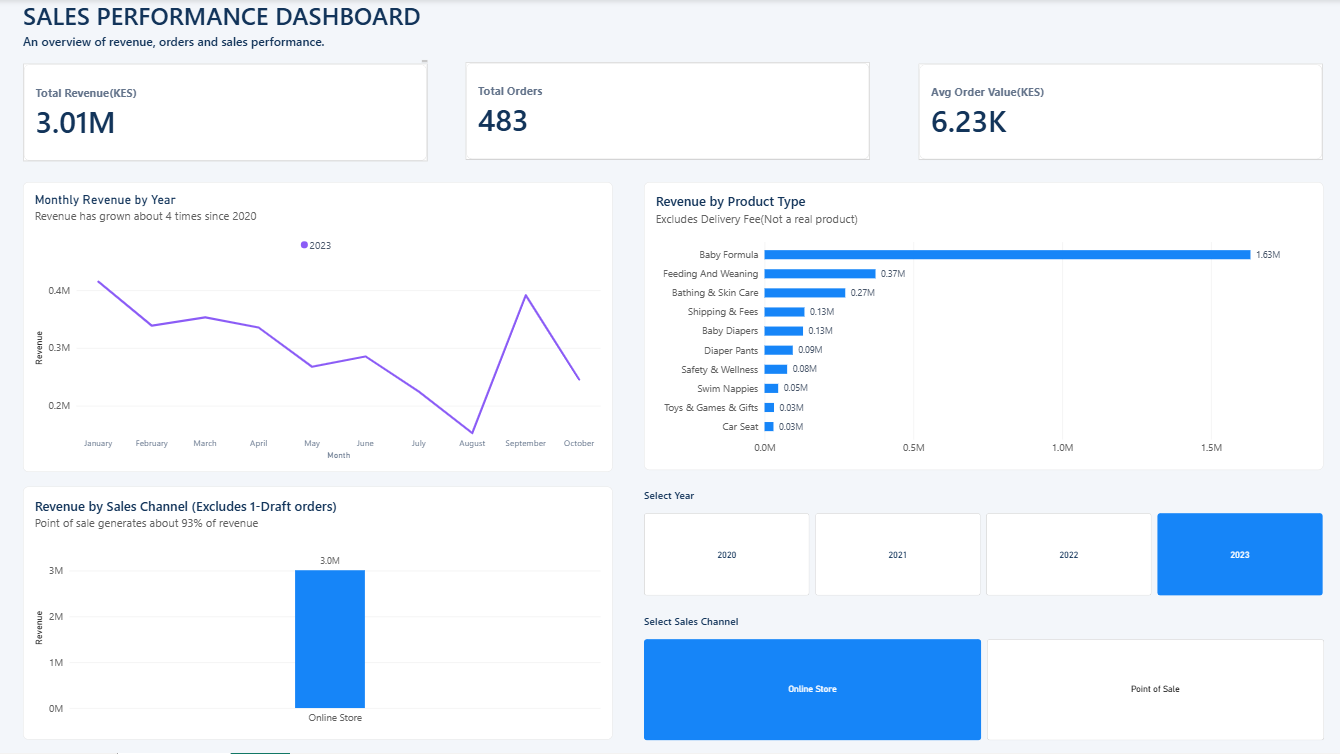 SALES PERFORMANCE DASHBOARD
An overview of revenue, orders and sales performance.
Total Revenue(KES)
3.01M
Total Orders
483
Avg Order Value(KES)
6.23K
Monthly Revenue by Year
Revenue has grown about 4 times since 2020
2023
0.4M
0.3M
0.2M
Revenue
January February March April May June July August September October
Month
Revenue by Product Type
Excludes Delivery Fee(Not a real product)
Baby Formula 1.63M
Feeding And Weaning 0.37M
Bathing & Skin Care 0.27M
Shipping & Fees 0.13M
Baby Diapers 0.13M
Diaper Pants 0.09M
Safety & Wellness 0.08M
Swim Nappies 0.05M
Toys & Games & Gifts 0.03M
Car Seat 0.03M
0.0M 0.5M 1.0M 1.5M
Revenue by Sales Channel (Excludes 1-Draft orders)
Point of sale generates about 93% of revenue
3.0M
3M
2M
1M
0M
Revenue
Online Store
Select Year
2020 2021 2022 2023
Select Sales Channel
Online Store Point of Sale